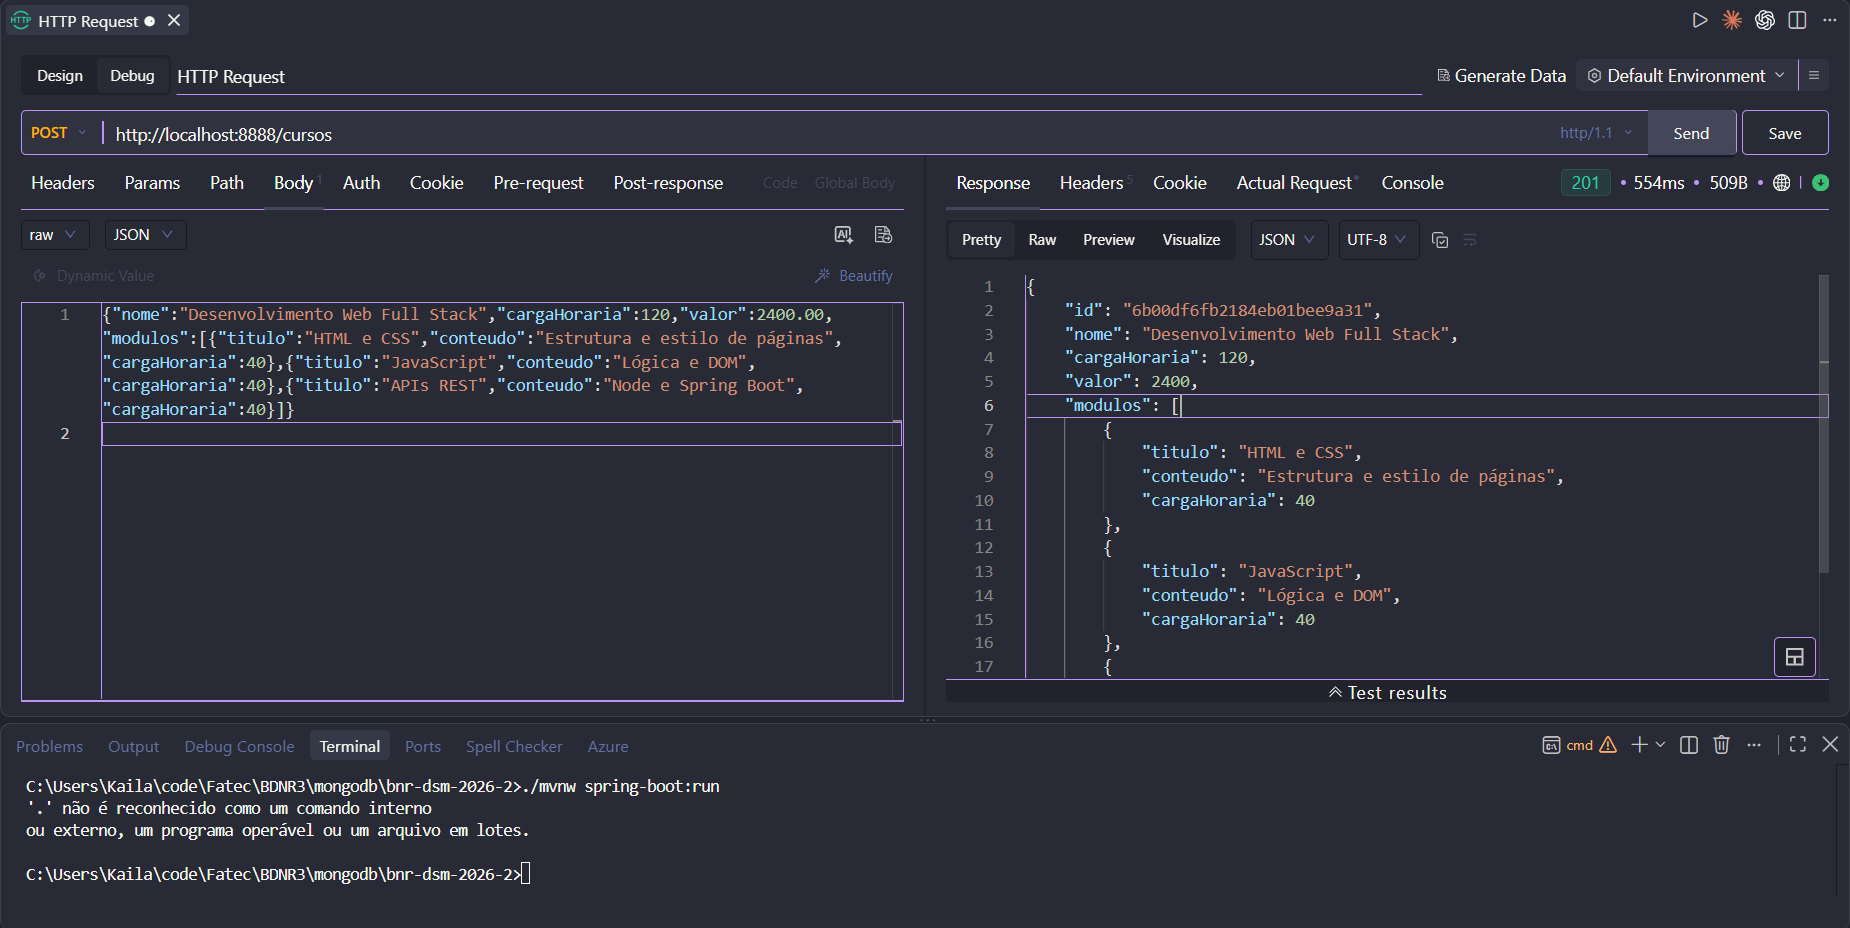 HTTP HTTP Request
Design Debug HTTP Request Generate Data Default Environment
POST http://localhost:8888/cursos http/1.1 Send Save
Headers Params Path Body 1 Auth Cookie Pre-request Post-response Code Global Body
raw JSON
AI
Dynamic Value Beautify
1 {"nome":"Desenvolvimento Web Full Stack","cargaHoraria":120,"valor":2400.00,
"modulos":[{"titulo":"HTML e CSS","conteudo":"Estrutura e estilo de páginas",
"cargaHoraria":40},{"titulo":"JavaScript","conteudo":"Lógica e DOM",
"cargaHoraria":40},{"titulo":"APIs REST","conteudo":"Node e Spring Boot",
"cargaHoraria":40}]}
2
Response Headers 5 Cookie Actual Request Console 201 • 554ms • 509B •
Pretty Raw Preview Visualize JSON UTF-8
1 {
2 "id": "6b00df6fb2184eb01bee9a31",
3 "nome": "Desenvolvimento Web Full Stack",
4 "cargaHoraria": 120,
5 "valor": 2400,
6 "modulos": [
7 {
8 "titulo": "HTML e CSS",
9 "conteudo": "Estrutura e estilo de páginas",
10 "cargaHoraria": 40
11 },
12 {
13 "titulo": "JavaScript",
14 "conteudo": "Lógica e DOM",
15 "cargaHoraria": 40
16 },
17 {
Test results
Problems Output Debug Console Terminal Ports Spell Checker Azure cmd
C:\Users\Kaila\code\Fatec\BDNR3\mongodb\bnr-dsm-2026-2>./mvnw spring-boot:run
'.' não é reconhecido como um comando interno
ou externo, um programa operável ou um arquivo em lotes.
C:\Users\Kaila\code\Fatec\BDNR3\mongodb\bnr-dsm-2026-2>